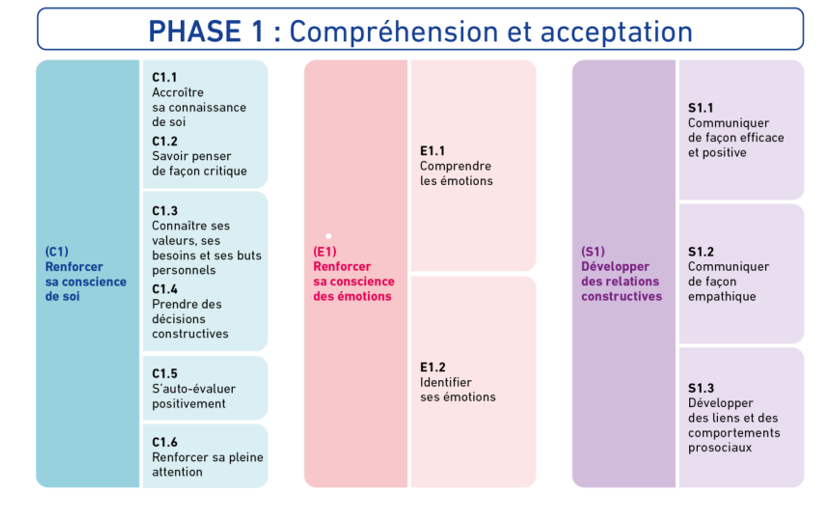 PHASE 1 : Compréhension et acceptation
(C1)
Renforcer
sa conscience
de soi
C1.1
Accroître
sa connaissance
de soi
C1.2
Savoir penser
de façon critique
C1.3
Connaître ses
valeurs, ses
besoins et ses buts
personnels
C1.4
Prendre des
décisions
constructives
C1.5
S'auto-évaluer
positivement
C1.6
Renforcer sa pleine
attention
(E1)
Renforcer
sa conscience
des émotions
E1.1
Comprendre
les émotions
E1.2
Identifier
ses émotions
(S1)
Développer
des relations
constructives
S1.1
Communiquer
de façon efficace
et positive
S1.2
Communiquer
de façon
empathique
S1.3
Développer
des liens et des
comportements
prosociaux